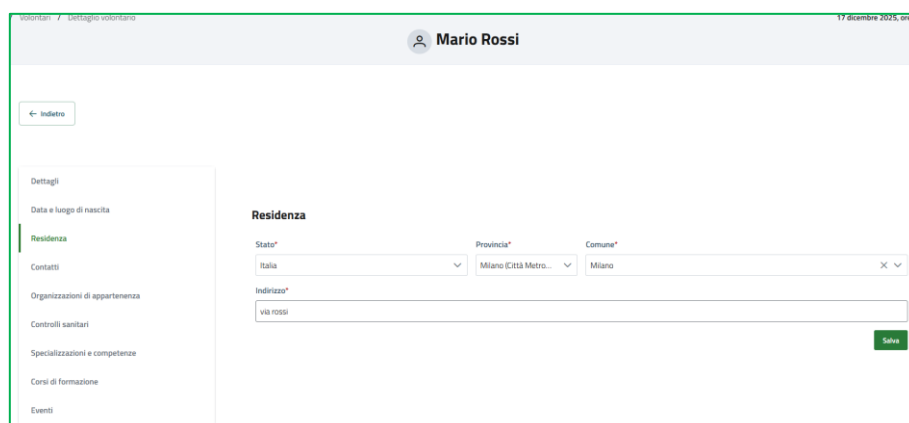 Volontari / Dettaglio volontario
17 dicembre 2025, ore
Mario Rossi
← Indietro
Dettagli
Data e luogo di nascita
Residenza
Contatti
Organizzazioni di appartenenza
Controlli sanitari
Specializzazioni e competenze
Corsi di formazione
Eventi
Residenza
Stato* Provincia* Comune*
Italia Milano (Città Metro... Milano
Indirizzo*
via rossi
Salva